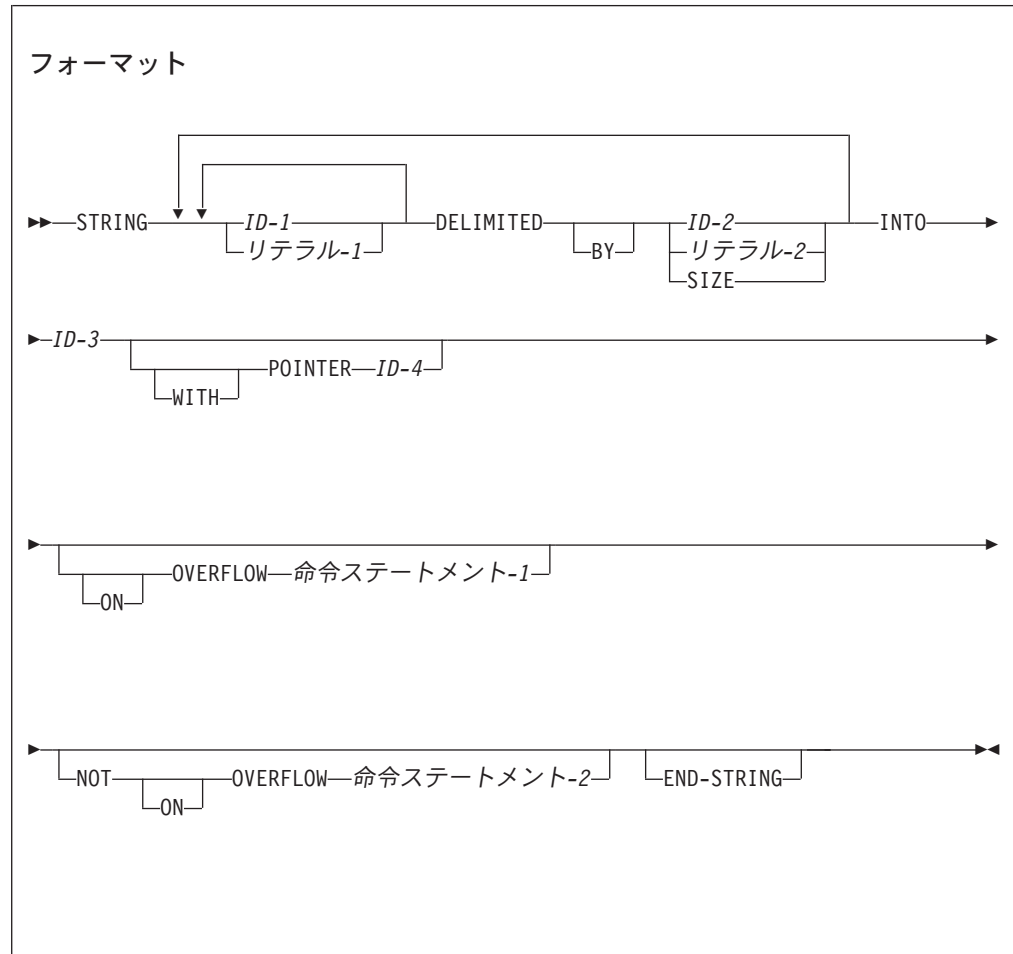 フォーマット
STRING ID-1 DELIMITED ID-2 INTO
リテラル-1 BY リテラル-2
SIZE
ID-3
POINTER ID-4
WITH
OVERFLOW 命令ステートメント-1
ON
NOT OVERFLOW 命令ステートメント-2 END-STRING
ON